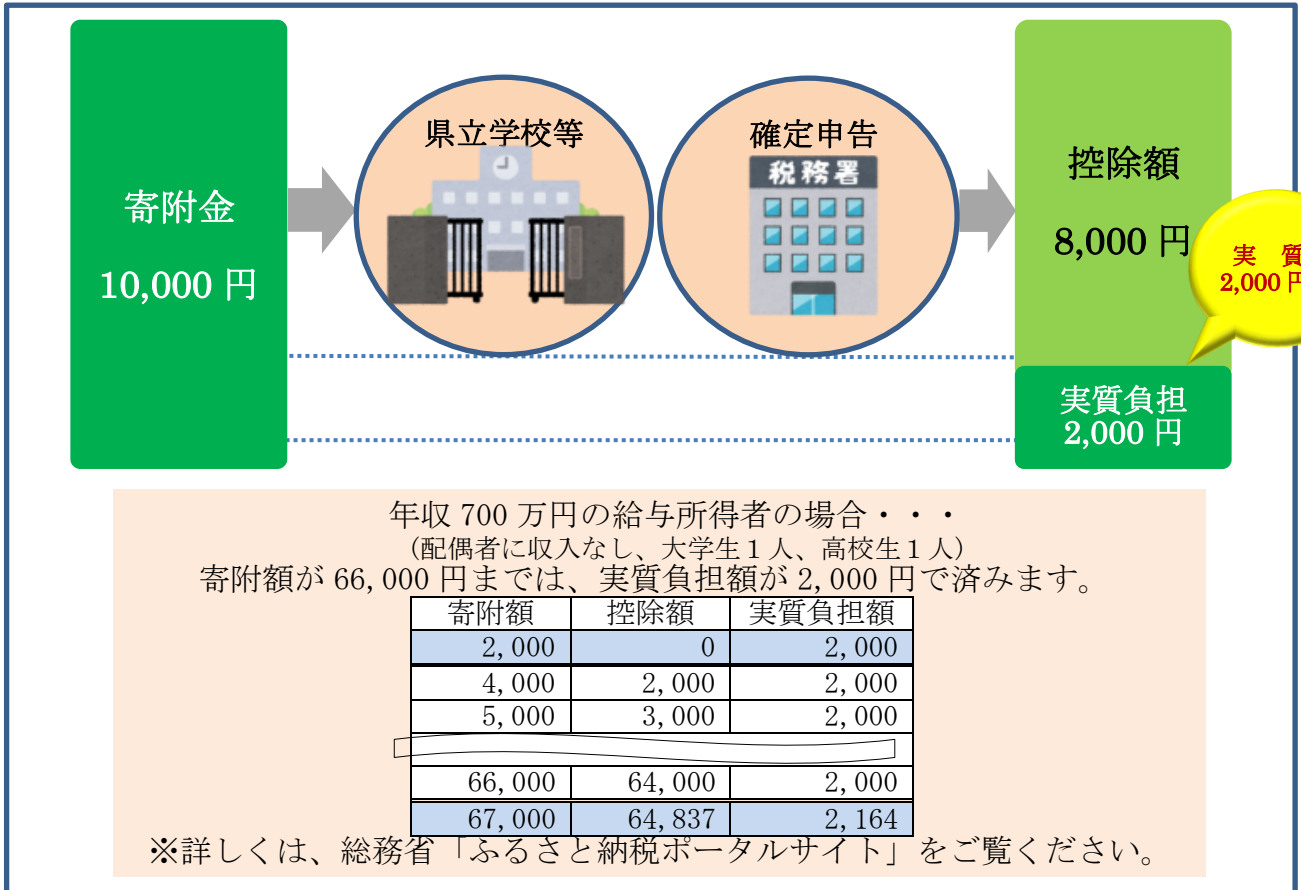 寄附金
10,000 円
県立学校等
確定申告
税務署
控除額
8,000 円
実　質
2,000 円
実質負担
2,000 円
年収 700 万円の給与所得者の場合・・・
（配偶者に収入なし、大学生１人、高校生１人）
寄附額が 66,000 円までは、実質負担額が 2,000 円で済みます。
寄附額 控除額 実質負担額
2,000 0 2,000
4,000 2,000 2,000
5,000 3,000 2,000
66,000 64,000 2,000
67,000 64,837 2,164
※詳しくは、総務省「ふるさと納税ポータルサイト」をご覧ください。